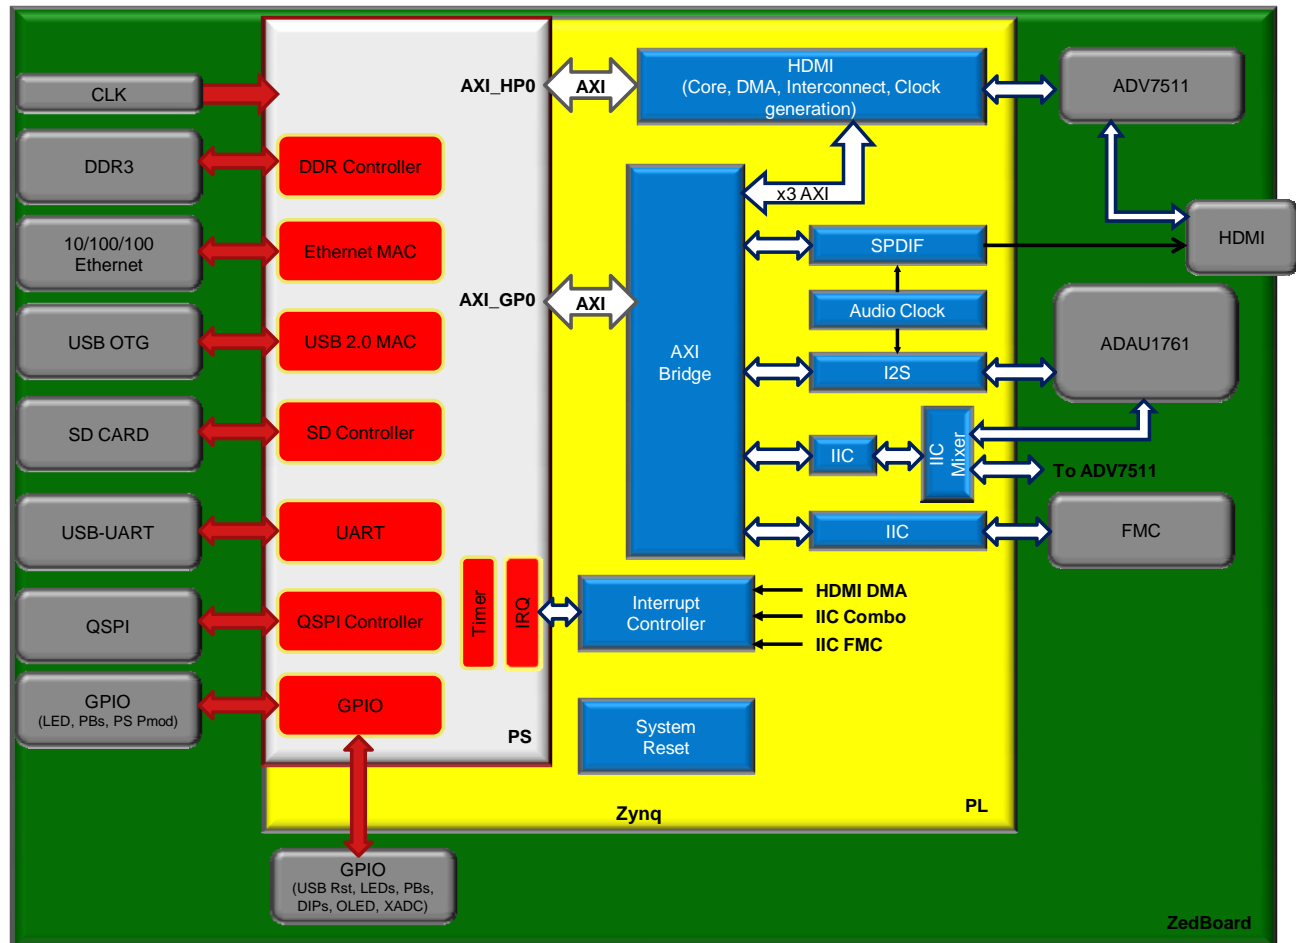 CLK
DDR3
10/100/100
Ethernet
USB OTG
SD CARD
USB-UART
QSPI
GPIO
(LED, PBs, PS Pmod)
AXI_HP0
DDR Controller
Ethernet MAC
AXI_GP0
USB 2.0 MAC
SD Controller
UART
QSPI Controller
Timer
IRQ
GPIO
PS
GPIO
(USB Rst, LEDs, PBs,
DIPs, OLED, XADC)
AXI
AXI
HDMI
(Core, DMA, Interconnect, Clock
generation)
x3 AXI
AXI
Bridge
SPDIF
Audio Clock
I2S
IIC
IIC
Mixer
IIC
Interrupt
Controller
HDMI DMA
IIC Combo
IIC FMC
System
Reset
PL
Zynq
ADV7511
HDMI
ADAU1761
To ADV7511
FMC
ZedBoard